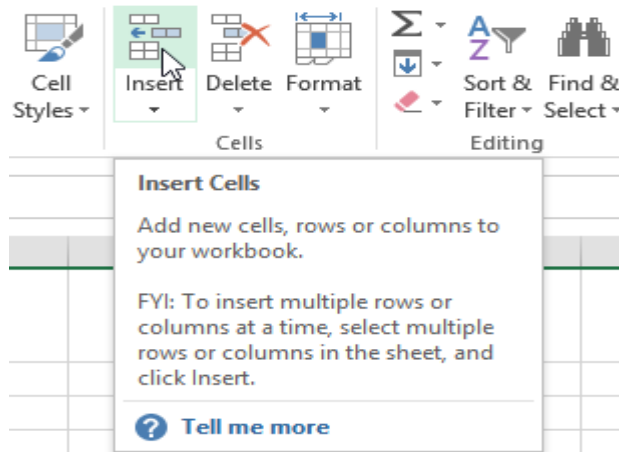 Cell Styles
Insert
Delete
Format
Cells
Σ
AZ
Sort & Filter
Find & Select
Editing
Insert Cells
Add new cells, rows or columns to
your workbook.
FYI: To insert multiple rows or
columns at a time, select multiple
rows or columns in the sheet, and
click Insert.
? Tell me more